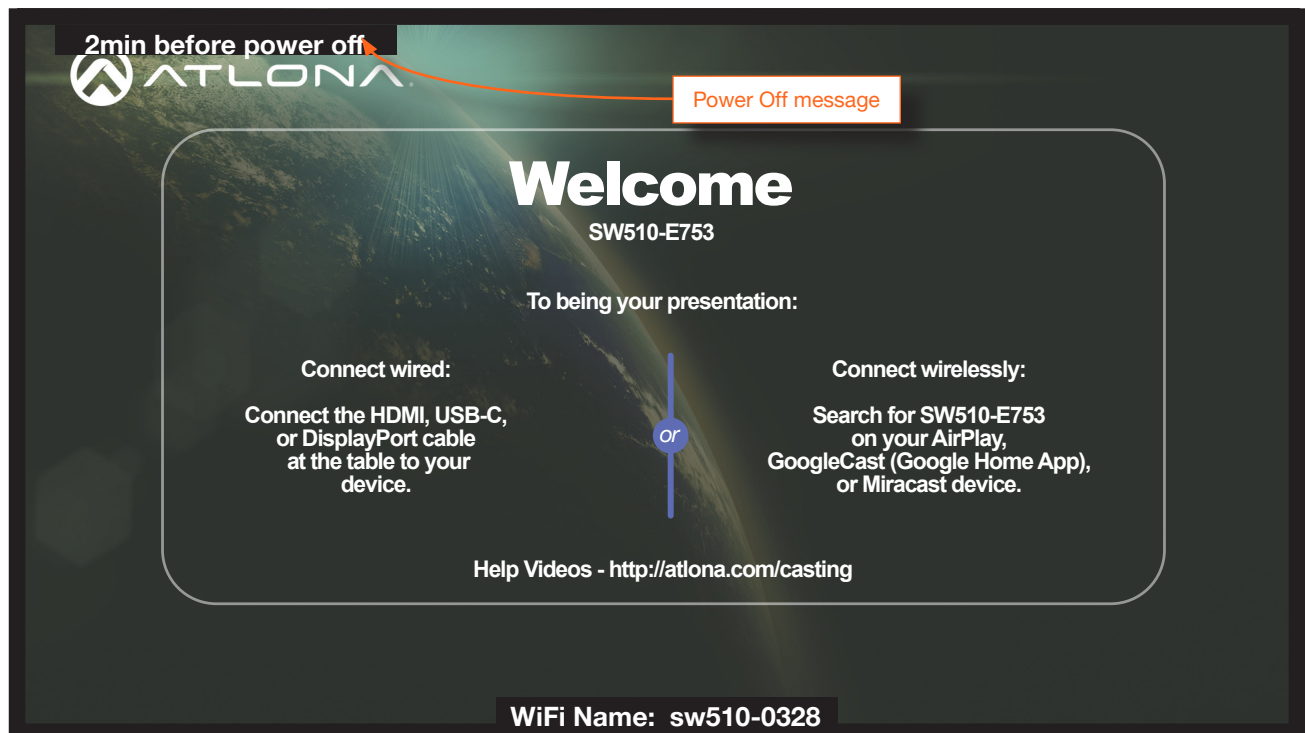 2min before power off
ATLONA.
Power Off message
Welcome
SW510-E753
To being your presentation:
Connect wired:
Connect the HDMI, USB-C,
or DisplayPort cable
at the table to your
device.
or
Connect wirelessly:
Search for SW510-E753
on your AirPlay,
GoogleCast (Google Home App),
or Miracast device.
Help Videos - http://atlona.com/casting
WiFi Name: sw510-0328